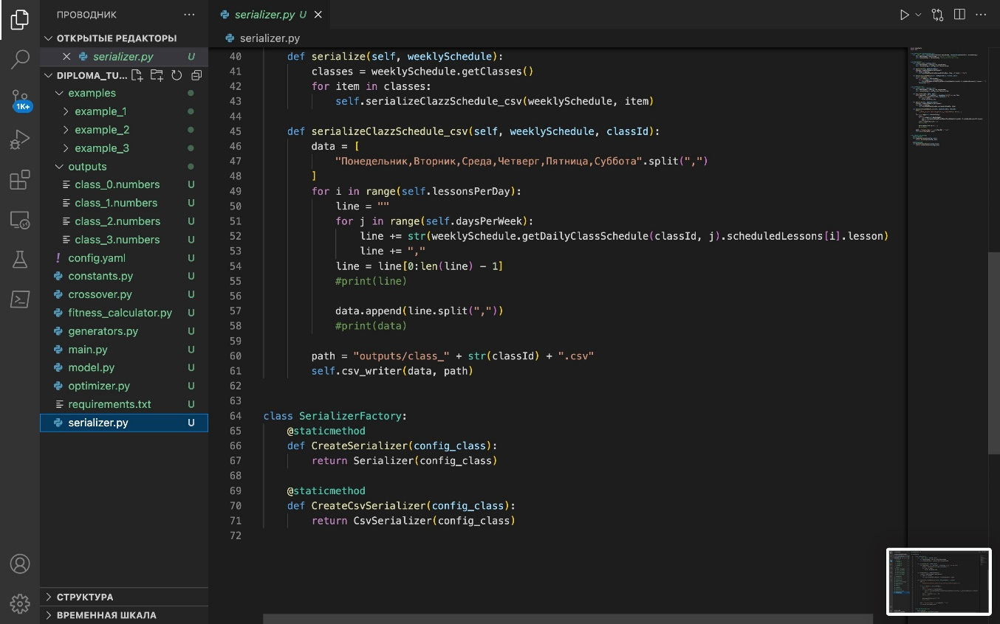 ПРОВОДНИК
ОТКРЫТЫЕ РЕДАКТОРЫ
serializer.py U
DIPLOMA_TU...
examples
example_1
example_2
example_3
outputs
class_0.numbers U
class_1.numbers U
class_2.numbers U
class_3.numbers U
! config.yaml U
constants.py U
crossover.py U
fitness_calculator.py U
generators.py U
main.py U
model.py U
optimizer.py U
requirements.txt U
serializer.py U
СТРУКТУРА
ВРЕМЕННАЯ ШКАЛА
1K+
serializer.py U
serializer.py
40 def serialize(self, weeklySchedule):
41 classes = weeklySchedule.getClasses()
42 for item in classes:
43 self.serializeClazzSchedule_csv(weeklySchedule, item)
44
45 def serializeClazzSchedule_csv(self, weeklySchedule, classId):
46 data = [
47 "Понедельник,Вторник,Среда,Четверг,Пятница,Суббота".split(",")
48 ]
49 for i in range(self.lessonsPerDay):
50 line = ""
51 for j in range(self.daysPerWeek):
52 line += str(weeklySchedule.getDailyClassSchedule(classId, j).scheduledLessons[i].lesson)
53 line += ","
54 line = line[0:len(line) - 1]
55 #print(line)
56
57 data.append(line.split(","))
58 #print(data)
59
60 path = "outputs/class_" + str(classId) + ".csv"
61 self.csv_writer(data, path)
62
63
64 class SerializerFactory:
65 @staticmethod
66 def CreateSerializer(config_class):
67 return Serializer(config_class)
68
69 @staticmethod
70 def CreateCsvSerializer(config_class):
71 return CsvSerializer(config_class)
72